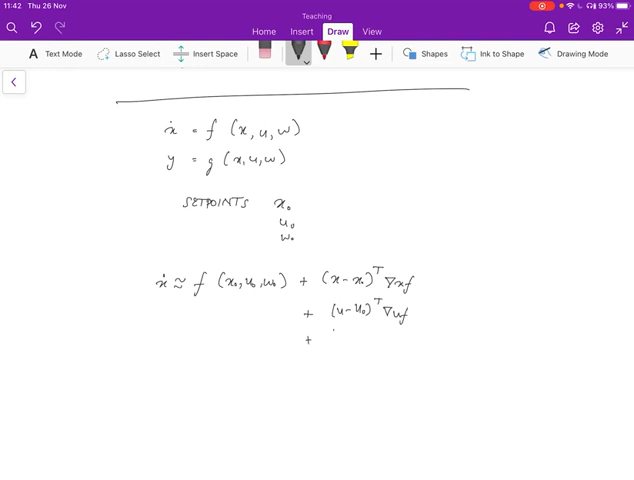 11:42 Thu 26 Nov
93%
Teaching
Home Insert Draw View
Text Mode Lasso Select Insert Space Shapes Ink to Shape Drawing Mode
ẋ = f (x, u, w)
y = g (x, u, w)
SETPOINTS x₀
u₀
w₀
ẋ ≈ f (x₀, u₀, w₀) + (x - x₀)ᵀ ∇xf
+ (u - u₀)ᵀ ∇uf
+